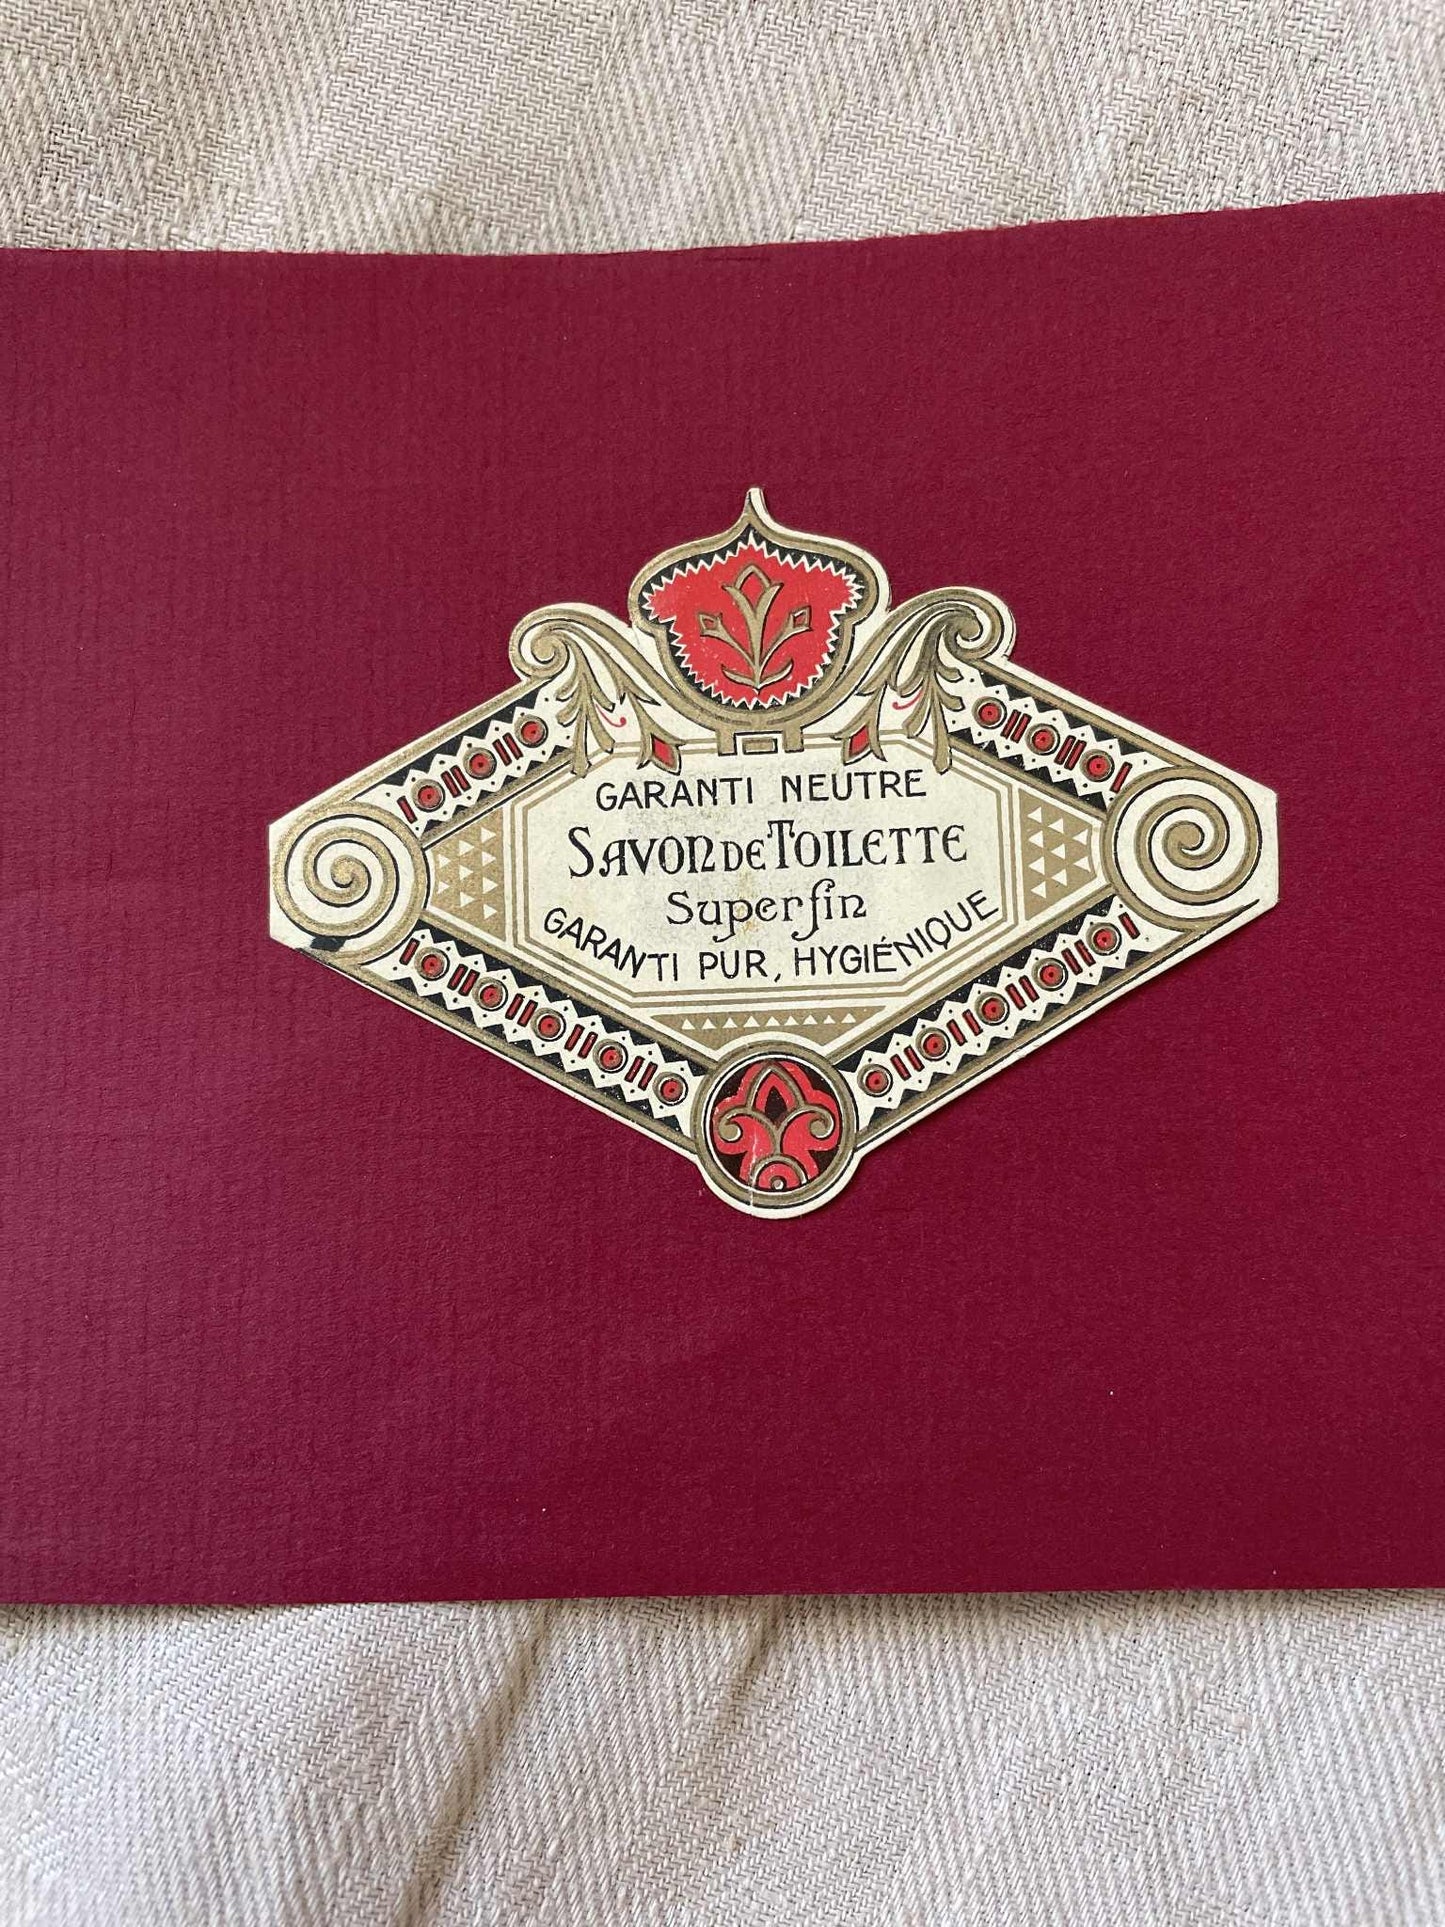 GARANTI NEUTRE
SAVON DE TOILETTE
Superfin
GARANTI PUR, HYGIÉNIQUE